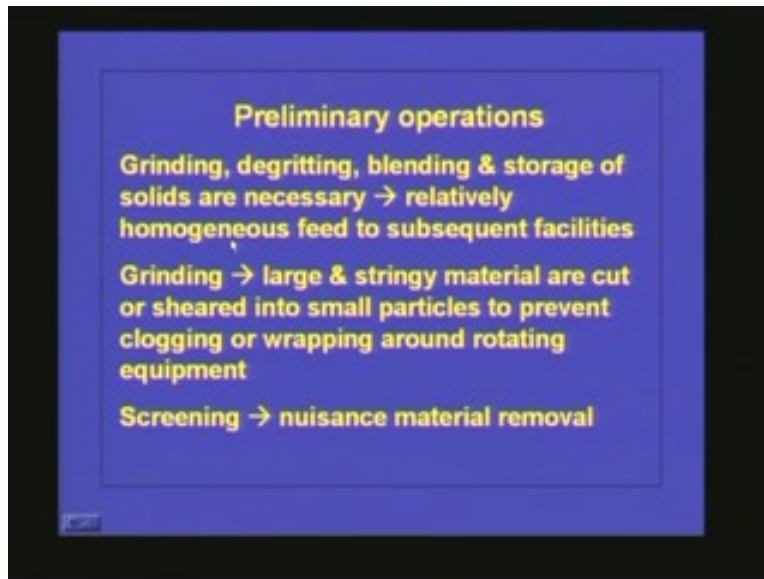 Preliminary operations
Grinding, degritting, blending & storage of
solids are necessary → relatively
homogeneous feed to subsequent facilities
Grinding → large & stringy material are cut
or sheared into small particles to prevent
clogging or wrapping around rotating
equipment
Screening → nuisance material removal